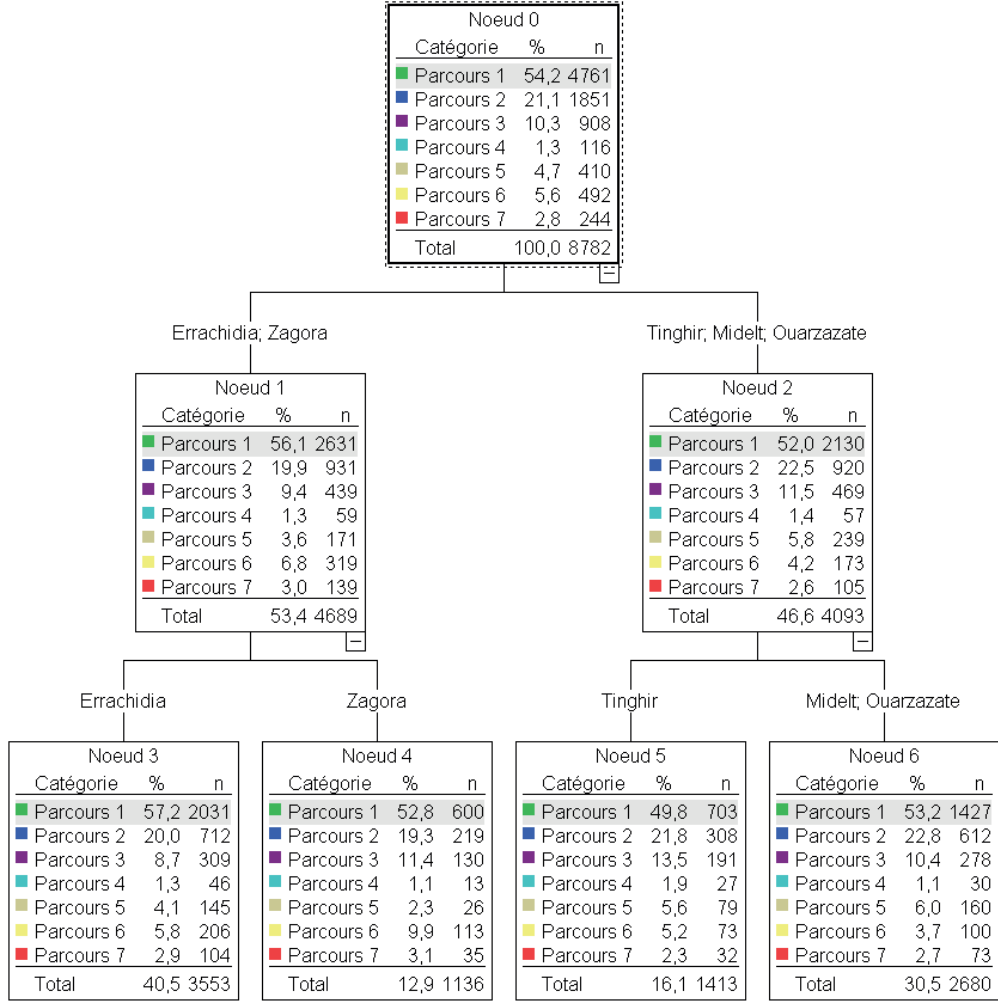 Noeud 0
Catégorie % n
Parcours 1 54,2 4761
Parcours 2 21,1 1851
Parcours 3 10,3 908
Parcours 4 1,3 116
Parcours 5 4,7 410
Parcours 6 5,6 492
Parcours 7 2,8 244
Total 100,0 8782
Errachidia; Zagora
Tinghir; Midelt; Ouarzazate
Noeud 1
Catégorie % n
Parcours 1 56,1 2631
Parcours 2 19,9 931
Parcours 3 9,4 439
Parcours 4 1,3 59
Parcours 5 3,6 171
Parcours 6 6,8 319
Parcours 7 3,0 139
Total 53,4 4689
Noeud 2
Catégorie % n
Parcours 1 52,0 2130
Parcours 2 22,5 920
Parcours 3 11,5 469
Parcours 4 1,4 57
Parcours 5 5,8 239
Parcours 6 4,2 173
Parcours 7 2,6 105
Total 46,6 4093
Errachidia
Zagora
Tinghir
Midelt; Ouarzazate
Noeud 3
Catégorie % n
Parcours 1 57,2 2031
Parcours 2 20,0 712
Parcours 3 8,7 309
Parcours 4 1,3 46
Parcours 5 4,1 145
Parcours 6 5,8 206
Parcours 7 2,9 104
Total 40,5 3553
Noeud 4
Catégorie % n
Parcours 1 52,8 600
Parcours 2 19,3 219
Parcours 3 11,4 130
Parcours 4 1,1 13
Parcours 5 2,3 26
Parcours 6 9,9 113
Parcours 7 3,1 35
Total 12,9 1136
Noeud 5
Catégorie % n
Parcours 1 49,8 703
Parcours 2 21,8 308
Parcours 3 13,5 191
Parcours 4 1,9 27
Parcours 5 5,6 79
Parcours 6 5,2 73
Parcours 7 2,3 32
Total 16,1 1413
Noeud 6
Catégorie % n
Parcours 1 53,2 1427
Parcours 2 22,8 612
Parcours 3 10,4 278
Parcours 4 1,1 30
Parcours 5 6,0 160
Parcours 6 3,7 100
Parcours 7 2,7 73
Total 30,5 2680